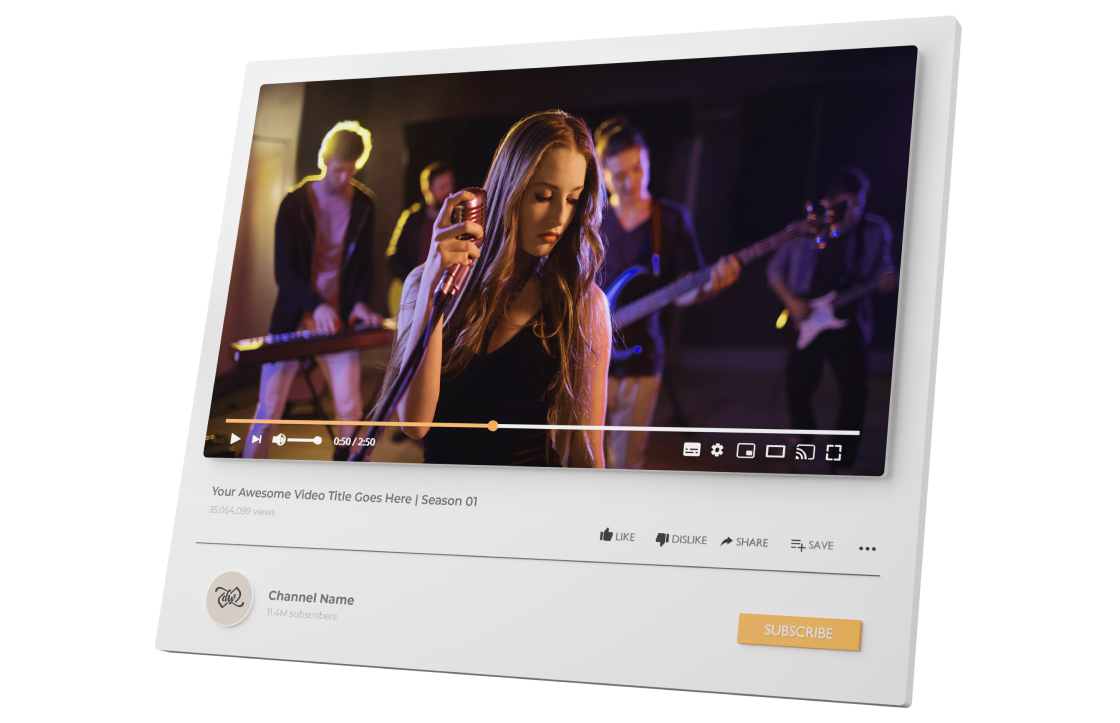 0:50 / 2:50
Your Awesome Video Title Goes Here | Season 01
35,064,099 views
LIKE DISLIKE SHARE SAVE
Channel Name
11.4M subscribers
SUBSCRIBE